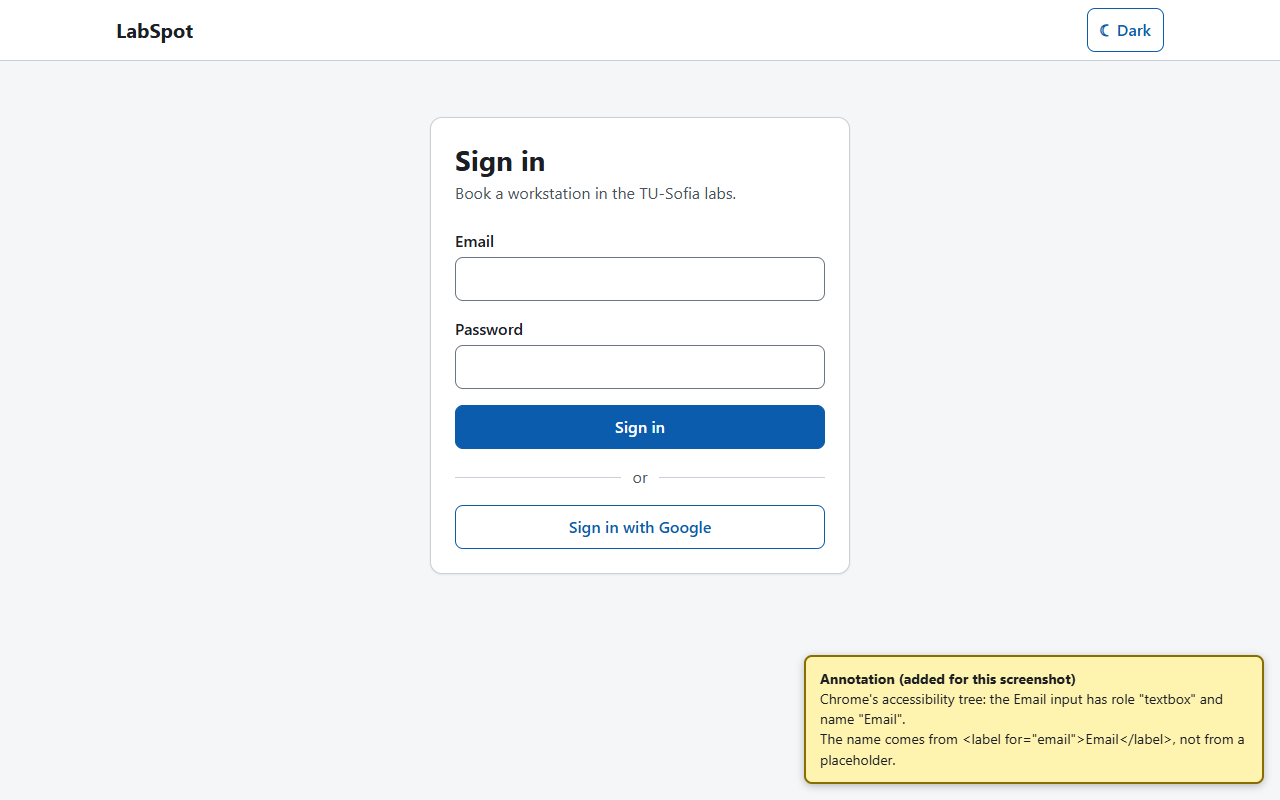 LabSpot
☾ Dark
Sign in
Book a workstation in the TU-Sofia labs.
Email
Password
Sign in
or
Sign in with Google
Annotation (added for this screenshot)
Chrome's accessibility tree: the Email input has role "textbox" and
name "Email".
The name comes from <label for="email">Email</label>, not from a
placeholder.